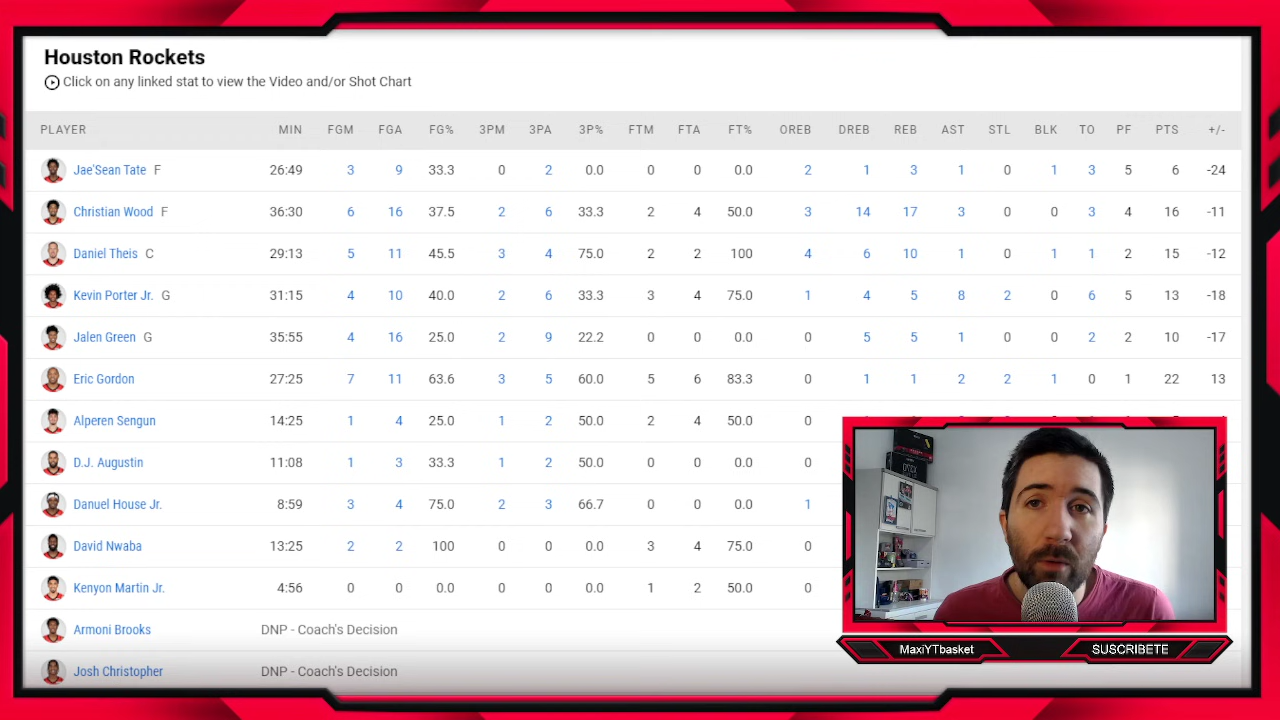 Houston Rockets
Click on any linked stat to view the Video and/or Shot Chart
PLAYER MIN FGM FGA FG% 3PM 3PA 3P% FTM FTA FT% OREB DREB REB AST STL BLK TO PF PTS +/-
Jae'Sean Tate F 26:49 3 9 33.3 0 2 0.0 0 0 0.0 2 1 3 1 0 1 3 5 6 -24
Christian Wood F 36:30 6 16 37.5 2 6 33.3 2 4 50.0 3 14 17 3 0 0 3 4 16 -11
Daniel Theis C 29:13 5 11 45.5 3 4 75.0 2 2 100 4 6 10 1 0 1 1 2 15 -12
Kevin Porter Jr. G 31:15 4 10 40.0 2 6 33.3 3 4 75.0 1 4 5 8 2 0 6 5 13 -18
Jalen Green G 35:55 4 16 25.0 2 9 22.2 0 0 0.0 0 5 5 1 0 0 2 2 10 -17
Eric Gordon 27:25 7 11 63.6 3 5 60.0 5 6 83.3 0 1 1 2 2 1 0 1 22 13
Alperen Sengun 14:25 1 4 25.0 1 2 50.0 2 4 50.0 0
D.J. Augustin 11:08 1 3 33.3 1 2 50.0 0 0 0.0 0
Danuel House Jr. 8:59 3 4 75.0 2 3 66.7 0 0 0.0 1
David Nwaba 13:25 2 2 100 0 0 0.0 3 4 75.0 0
Kenyon Martin Jr. 4:56 0 0 0.0 0 0 0.0 1 2 50.0 0
Armoni Brooks DNP - Coach's Decision
Josh Christopher DNP - Coach's Decision
MaxiYTbasket
SUSCRIBETE